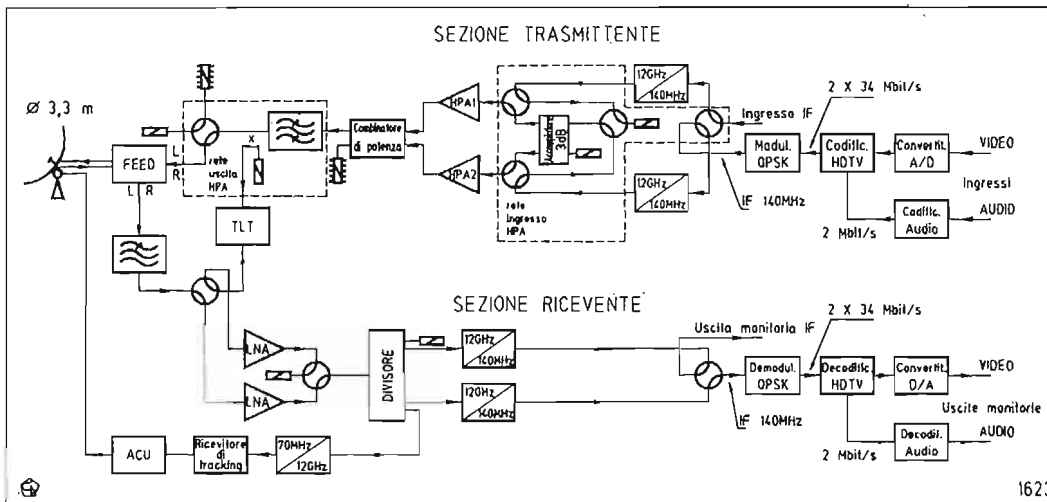 SEZIONE TRASMITTENTE
Ø 3,3 m
FEED
L
R
L R
rete
uscita
HPA
x
TLT
Combinatore
di potenza
HPA1
HPA2
Accoppiatore
3dB
rete
Ingresso
HPA
12GHz
140MHz
12GHz
140MHz
Ingresso IF
2 X 34 Mbit/s
Modul.
QPSK
IF 140MHz
Codific.
HDTV
Convertit.
A/D
VIDEO
Ingressi
AUDIO
Codific.
Audio
2 Mbit/s
SEZIONE RICEVENTE
LNA
LNA
DIVISORE
12GHz
140MHz
12GHz
140MHz
Uscita monitoria IF
2 X 34 Mbit/s
Demodul.
QPSK
IF 140MHz
Decodific.
HDTV
Convertit.
D/A
VIDEO
Uscite monitorie
AUDIO
Decodif.
Audio
2 Mbit/s
ACU
Ricevitore
di
tracking
70MHz
12GHz